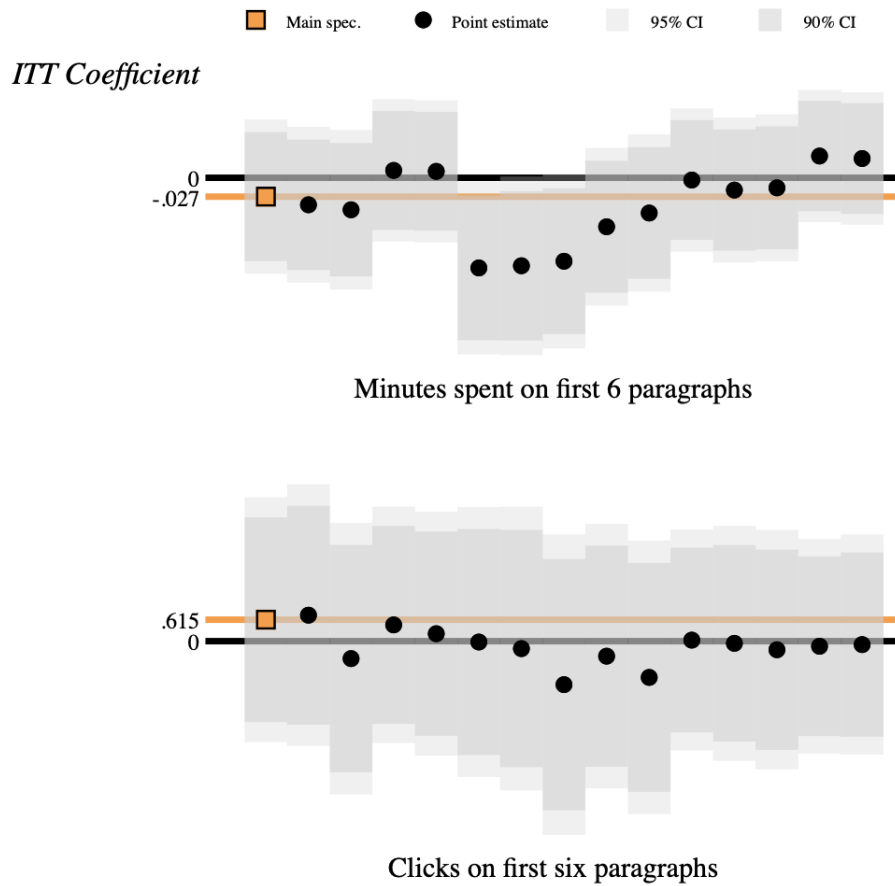 Main spec. Point estimate 95% CI 90% CI
ITT Coefficient
0
-.027
Minutes spent on first 6 paragraphs
.615
0
Clicks on first six paragraphs